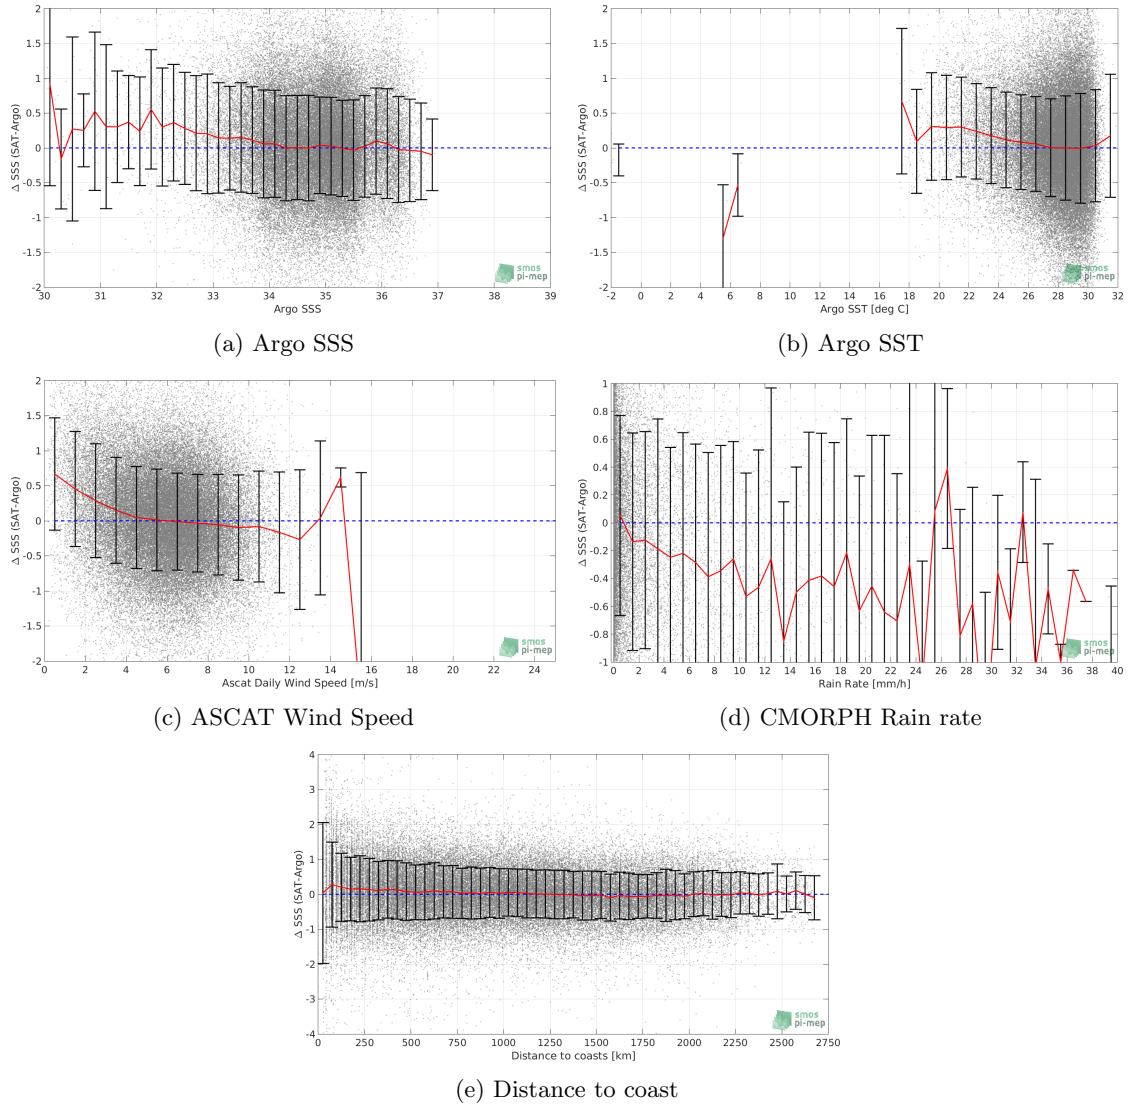 2
1.5
1
0.5
0
-0.5
-1
-1.5
-2
Δ SSS (SAT-Argo)
30 31 32 33 34 35 36 37 38 39
Argo SSS
smos
pi-mep
(a) Argo SSS
2
1.5
1
0.5
0
-0.5
-1
-1.5
-2
Δ SSS (SAT-Argo)
-2 0 2 4 6 8 10 12 14 16 18 20 22 24 26 28 30 32
Argo SST [deg C]
smos
pi-mep
(b) Argo SST
2
1.5
1
0.5
0
-0.5
-1
-1.5
-2
Δ SSS (SAT-Argo)
0 2 4 6 8 10 12 14 16 18 20 22 24
Ascat Daily Wind Speed [m/s]
smos
pi-mep
(c) ASCAT Wind Speed
1
0.8
0.6
0.4
0.2
0
-0.2
-0.4
-0.6
-0.8
-1
Δ SSS (SAT-Argo)
0 2 4 6 8 10 12 14 16 18 20 22 24 26 28 30 32 34 36 38 40
Rain Rate [mm/h]
smos
pi-mep
(d) CMORPH Rain rate
4
3
2
1
0
-1
-2
-3
-4
Δ SSS (SAT-Argo)
0 250 500 750 1000 1250 1500 1750 2000 2250 2500 2750
Distance to coasts [km]
smos
pi-mep
(e) Distance to coast